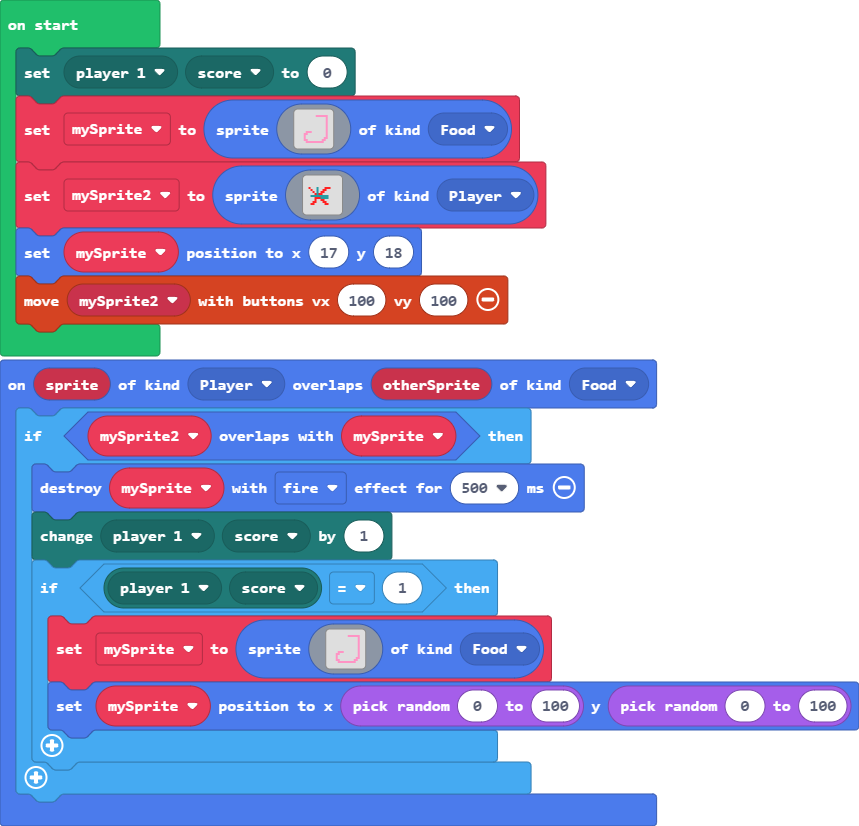 on start
set player 1 score to 0
set mySprite to sprite of kind Food
set mySprite2 to sprite of kind Player
set mySprite position to x 17 y 18
move mySprite2 with buttons vx 100 vy 100
on sprite of kind Player overlaps otherSprite of kind Food
if mySprite2 overlaps with mySprite then
destroy mySprite with fire effect for 500 ms
change player 1 score by 1
if player 1 score = 1 then
set mySprite to sprite of kind Food
set mySprite position to x pick random 0 to 100 y pick random 0 to 100